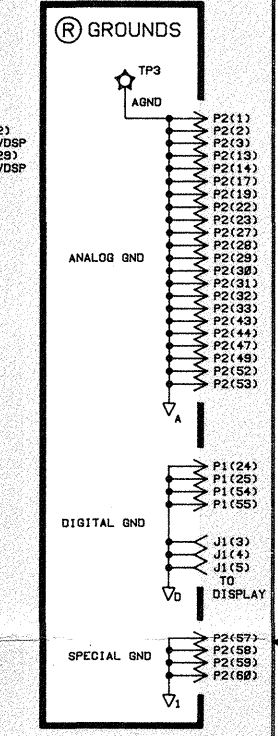 2)
/DSP
29)
/DSP
R GROUNDS
TP3
AGND
P2(1)
P2(2)
P2(3)
P2(13)
P2(14)
P2(17)
P2(19)
P2(22)
P2(23)
P2(27)
P2(28)
P2(29)
P2(30)
P2(31)
P2(32)
P2(33)
P2(43)
P2(44)
P2(47)
P2(49)
P2(52)
P2(53)
ANALOG GND
A
P1(24)
P1(25)
P1(54)
P1(55)
DIGITAL GND
J1(3)
J1(4)
J1(5)
TO
DISPLAY
D
P2(57)
P2(58)
P2(59)
P2(60)
SPECIAL GND
1